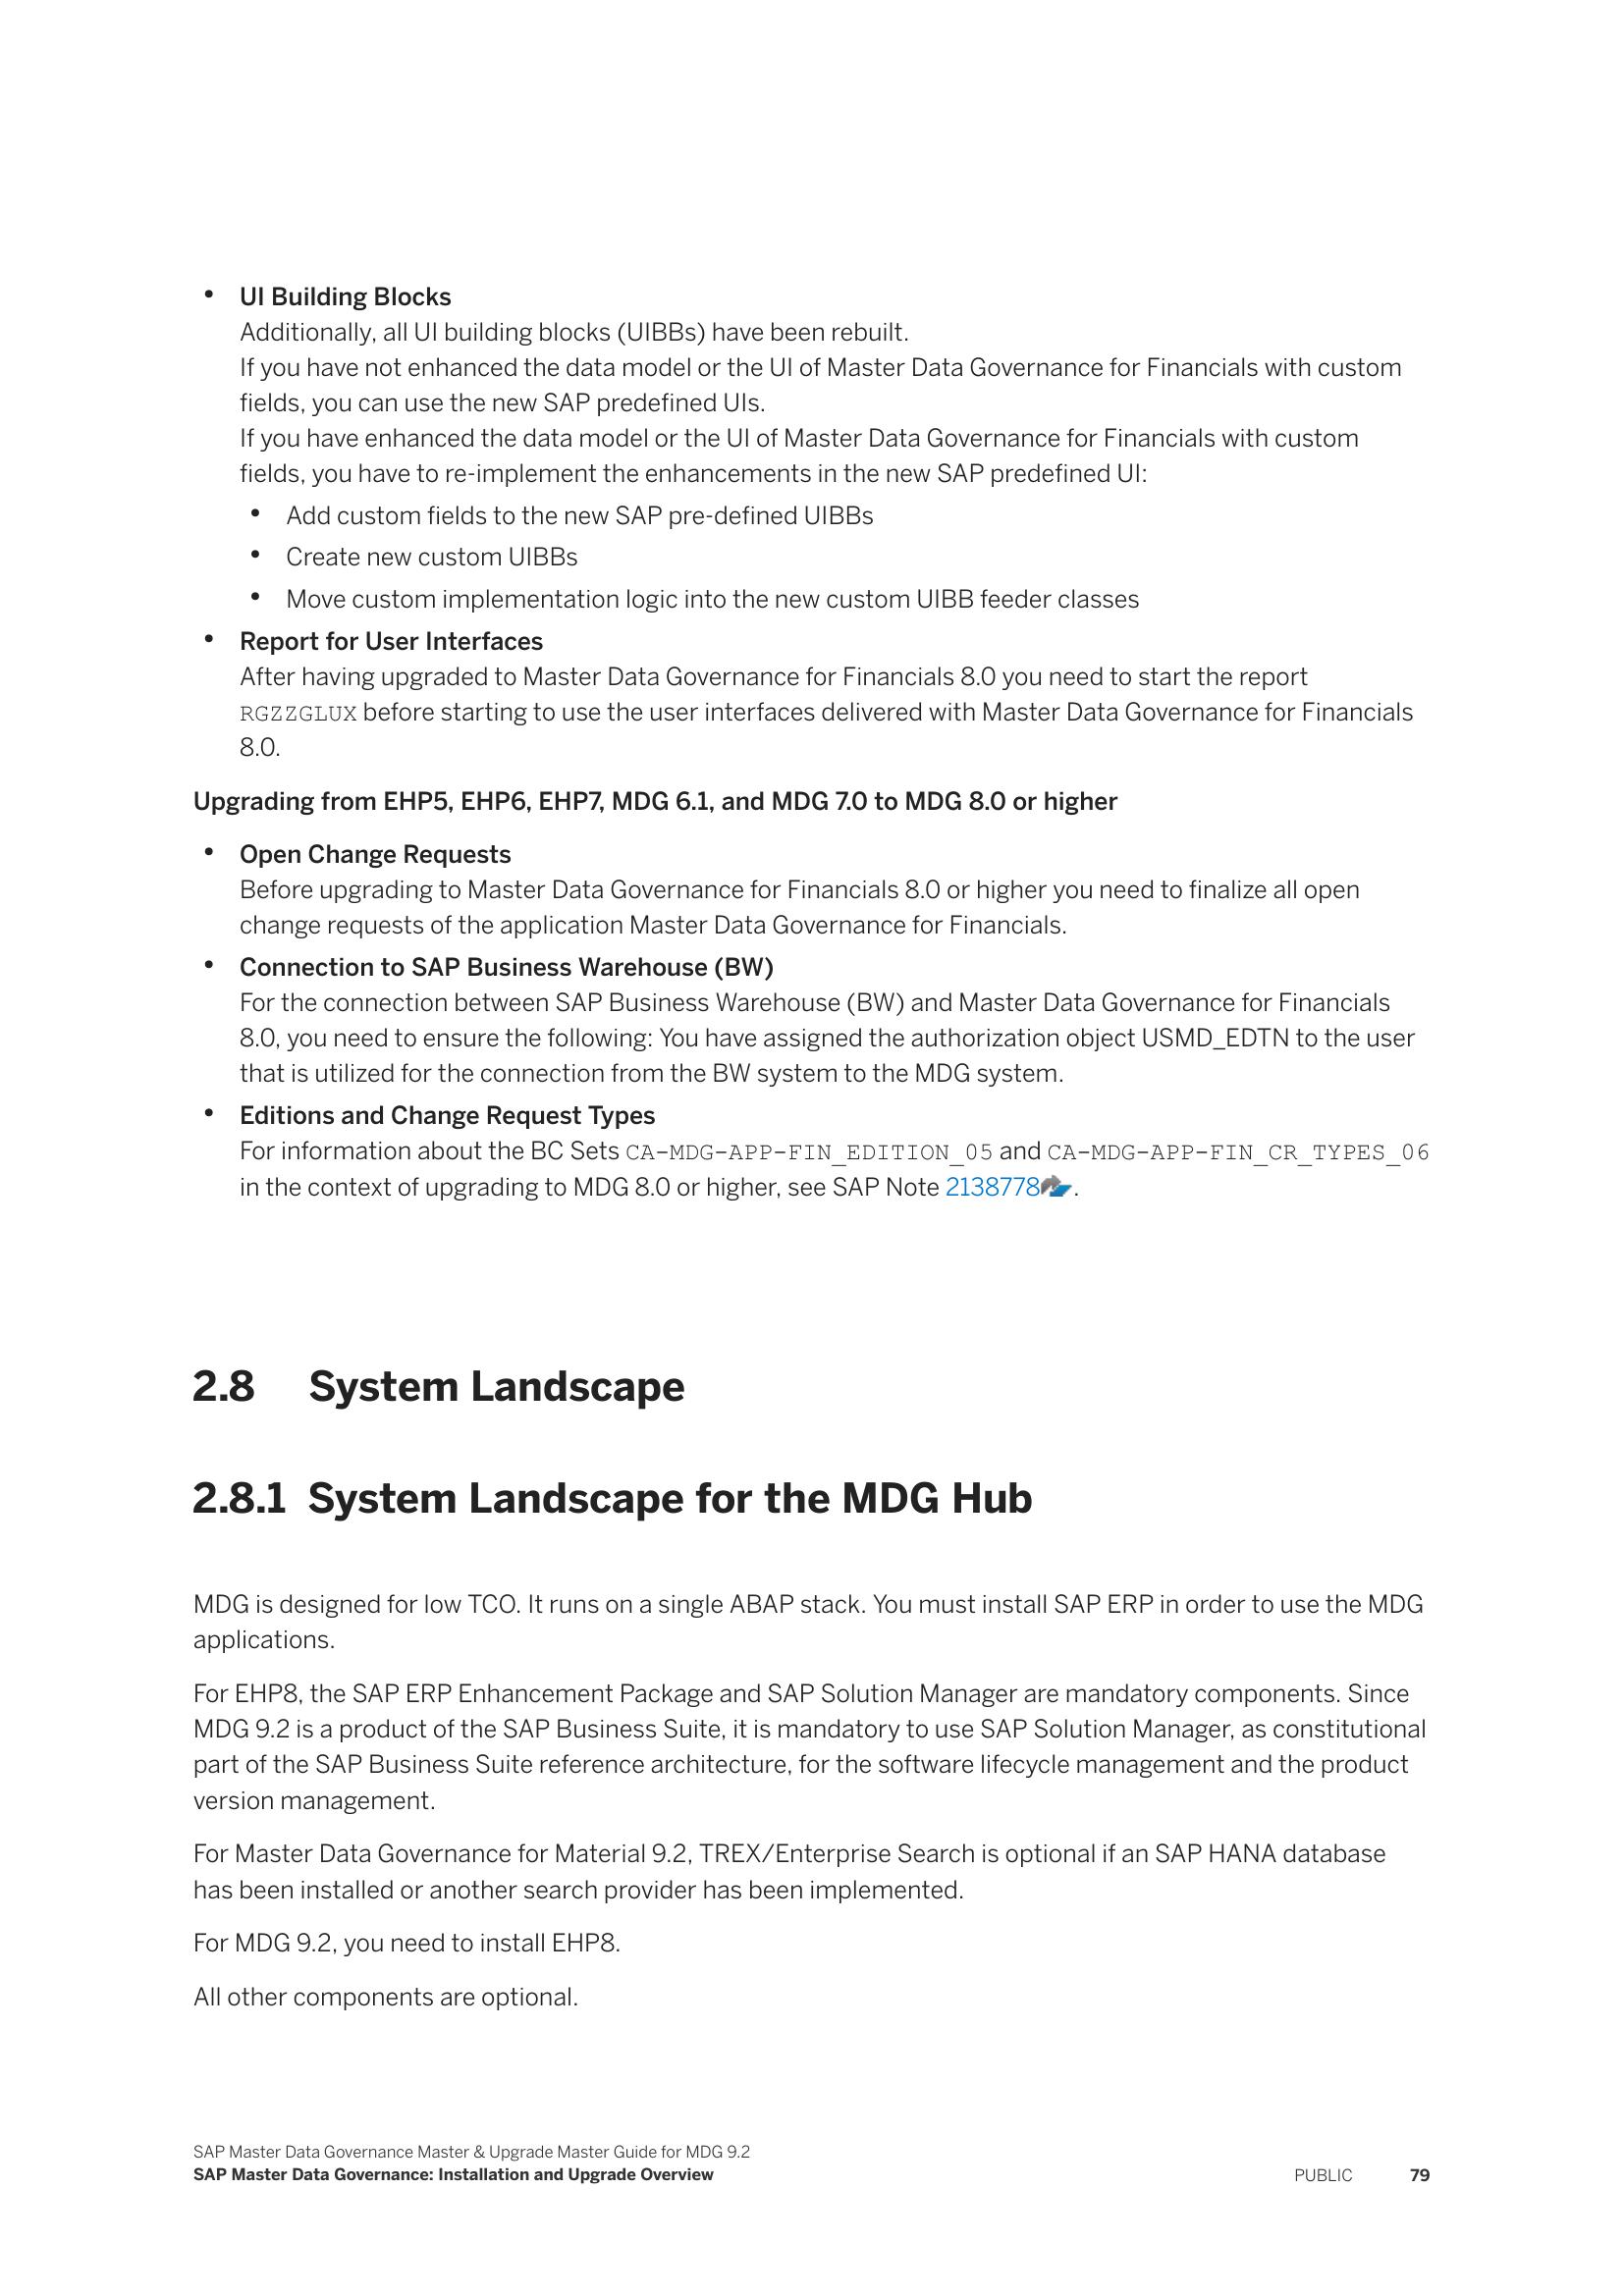 • UI Building Blocks
Additionally, all UI building blocks (UIBBs) have been rebuilt.
If you have not enhanced the data model or the UI of Master Data Governance for Financials with custom
fields, you can use the new SAP predefined UIs.
If you have enhanced the data model or the UI of Master Data Governance for Financials with custom
fields, you have to re-implement the enhancements in the new SAP predefined UI:
• Add custom fields to the new SAP pre-defined UIBBs
• Create new custom UIBBs
• Move custom implementation logic into the new custom UIBB feeder classes
• Report for User Interfaces
After having upgraded to Master Data Governance for Financials 8.0 you need to start the report
RGZZGLUX before starting to use the user interfaces delivered with Master Data Governance for Financials
8.0.
Upgrading from EHP5, EHP6, EHP7, MDG 6.1, and MDG 7.0 to MDG 8.0 or higher
• Open Change Requests
Before upgrading to Master Data Governance for Financials 8.0 or higher you need to finalize all open
change requests of the application Master Data Governance for Financials.
• Connection to SAP Business Warehouse (BW)
For the connection between SAP Business Warehouse (BW) and Master Data Governance for Financials
8.0, you need to ensure the following: You have assigned the authorization object USMD_EDTN to the user
that is utilized for the connection from the BW system to the MDG system.
• Editions and Change Request Types
For information about the BC Sets CA-MDG-APP-FIN_EDITION_05 and CA-MDG-APP-FIN_CR_TYPES_06
in the context of upgrading to MDG 8.0 or higher, see SAP Note 2138778.
2.8 System Landscape
2.8.1 System Landscape for the MDG Hub
MDG is designed for low TCO. It runs on a single ABAP stack. You must install SAP ERP in order to use the MDG
applications.
For EHP8, the SAP ERP Enhancement Package and SAP Solution Manager are mandatory components. Since
MDG 9.2 is a product of the SAP Business Suite, it is mandatory to use SAP Solution Manager, as constitutional
part of the SAP Business Suite reference architecture, for the software lifecycle management and the product
version management.
For Master Data Governance for Material 9.2, TREX/Enterprise Search is optional if an SAP HANA database
has been installed or another search provider has been implemented.
For MDG 9.2, you need to install EHP8.
All other components are optional.
SAP Master Data Governance Master & Upgrade Master Guide for MDG 9.2
SAP Master Data Governance: Installation and Upgrade Overview PUBLIC 79